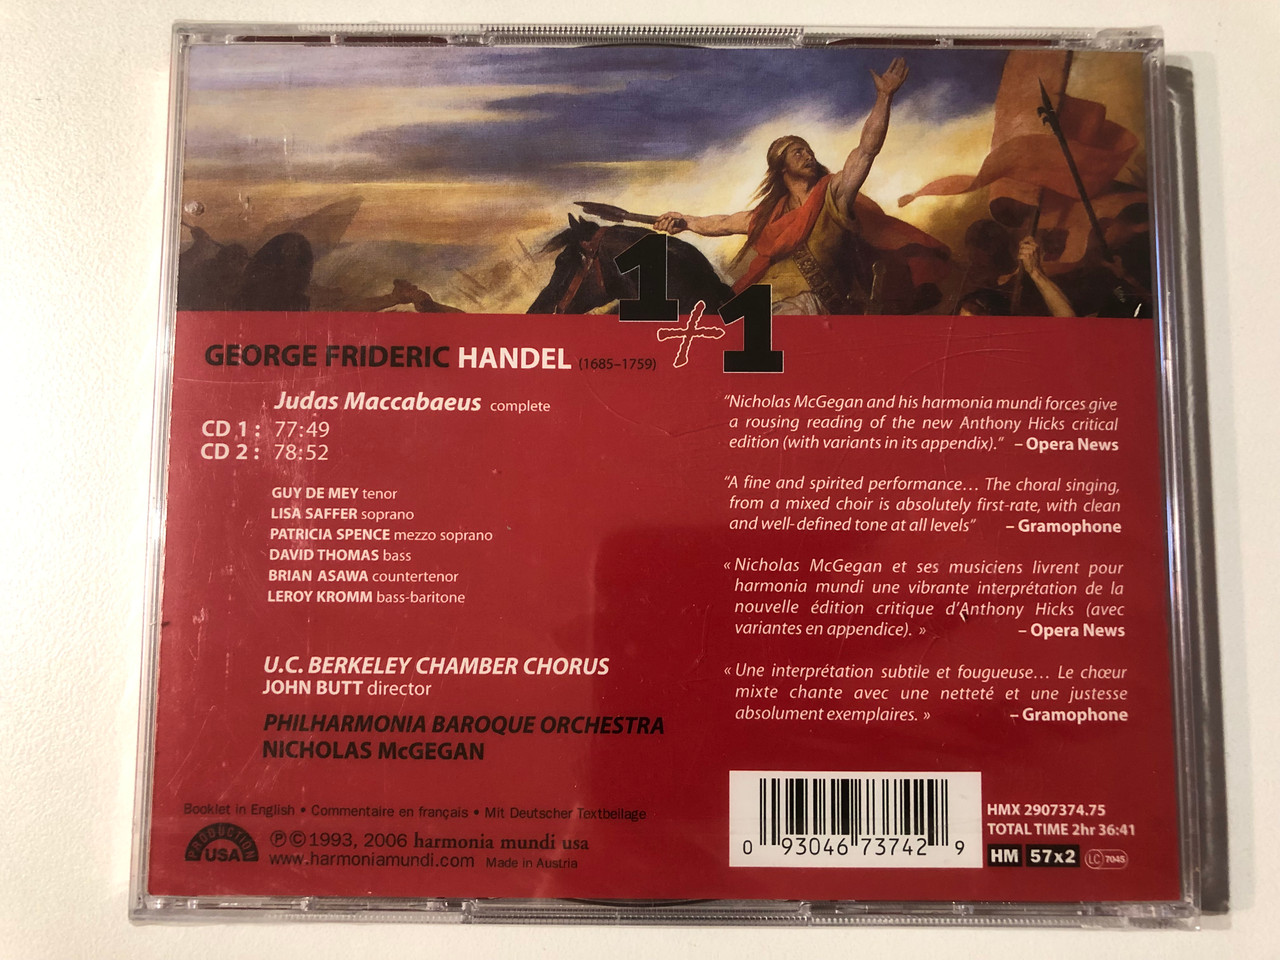 1+1
GEORGE FRIDERIC HANDEL (1685–1759)
Judas Maccabaeus complete
CD 1 : 77:49
CD 2 : 78:52
GUY DE MEY tenor
LISA SAFFER soprano
PATRICIA SPENCE mezzo soprano
DAVID THOMAS bass
BRIAN ASAWA countertenor
LEROY KROMM bass-baritone
U.C. BERKELEY CHAMBER CHORUS
JOHN BUTT director
PHILHARMONIA BAROQUE ORCHESTRA
NICHOLAS McGEGAN
Booklet in English • Commentaire en français • Mit Deutscher Textbeilage
PRODUCTION
USA
℗©1993, 2006 harmonia mundi usa
www.harmoniamundi.com Made in Austria
"Nicholas McGegan and his harmonia mundi forces give
a rousing reading of the new Anthony Hicks critical
edition (with variants in its appendix)." – Opera News
"A fine and spirited performance… The choral singing,
from a mixed choir is absolutely first-rate, with clean
and well-defined tone at all levels" – Gramophone
« Nicholas McGegan et ses musiciens livrent pour
harmonia mundi une vibrante interprétation de la
nouvelle édition critique d'Anthony Hicks (avec
variantes en appendice). » – Opera News
« Une interprétation subtile et fougueuse… Le chœur
mixte chante avec une netteté et une justesse
absolument exemplaires. » – Gramophone
0 93046 73742 9
HMX 2907374.75
TOTAL TIME 2hr 36:41
HM 57x2 LC 7045